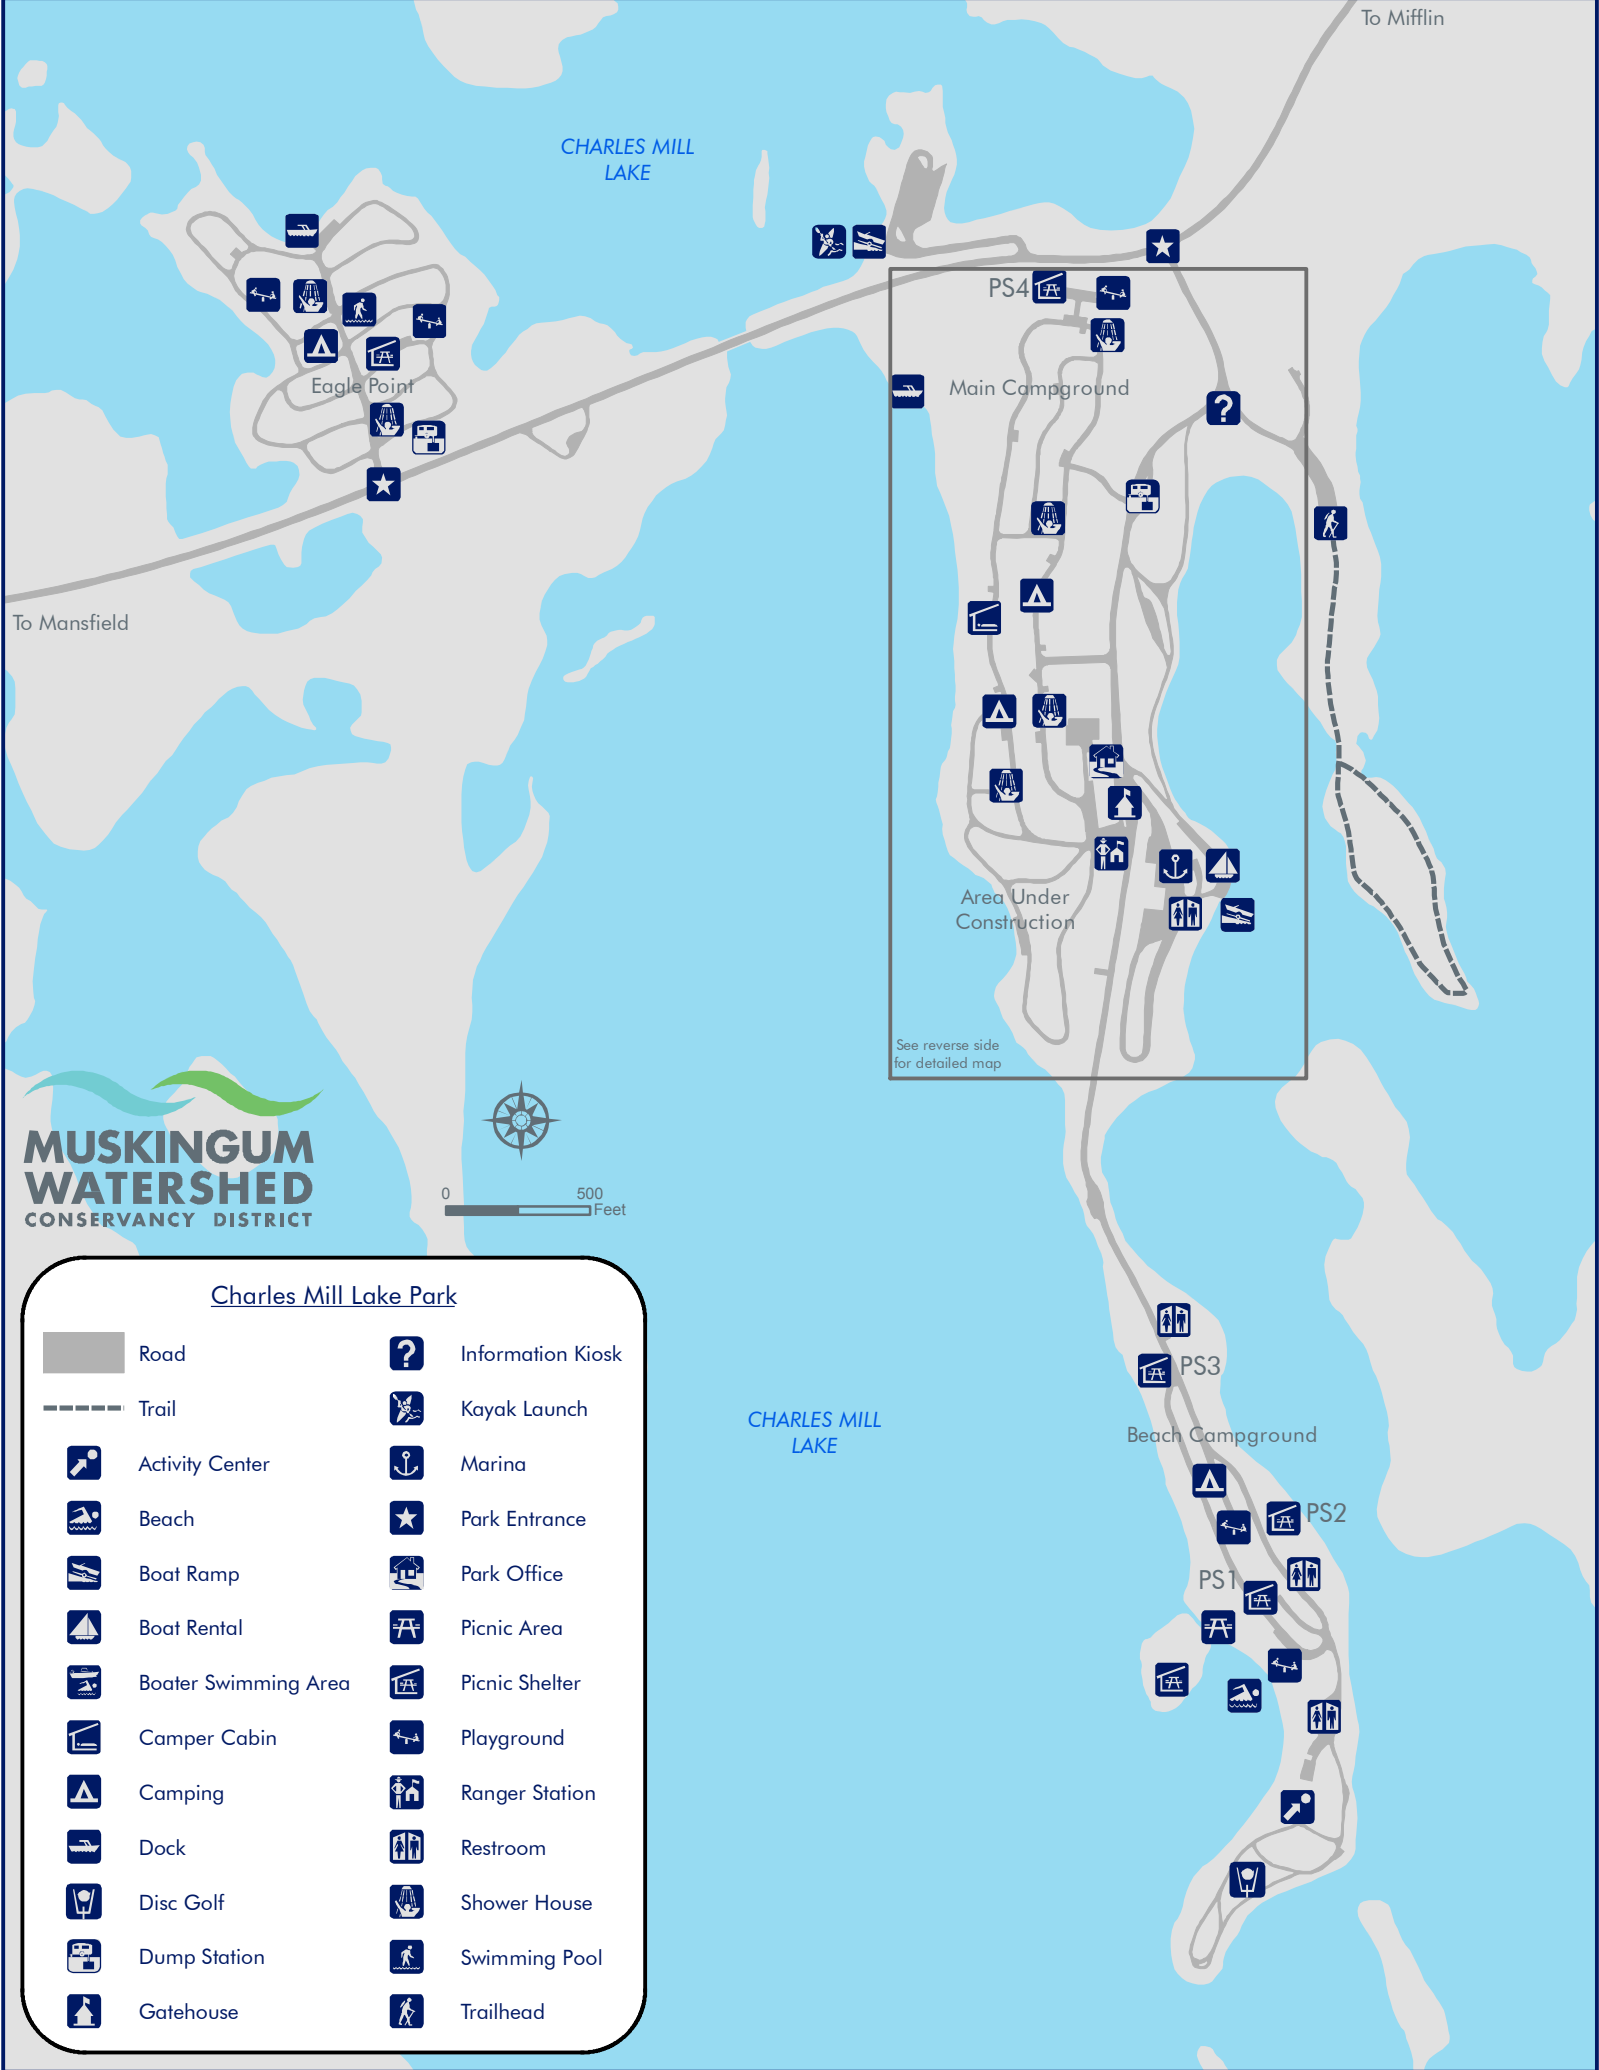 To Mifflin
CHARLES MILL
LAKE
PS4
Main Campground
Eagle Point
To Mansfield
Area Under
Construction
See reverse side
for detailed map
MUSKINGUM
WATERSHED
CONSERVANCY DISTRICT
0 500
Feet
PS3
Beach Campground
CHARLES MILL
LAKE
PS2
PS1
Charles Mill Lake Park
Road
Trail
Activity Center
Beach
Boat Ramp
Boat Rental
Boater Swimming Area
Camper Cabin
Camping
Dock
Disc Golf
Dump Station
Gatehouse
? Information Kiosk
Kayak Launch
Marina
Park Entrance
Park Office
Picnic Area
Picnic Shelter
Playground
Ranger Station
Restroom
Shower House
Swimming Pool
Trailhead